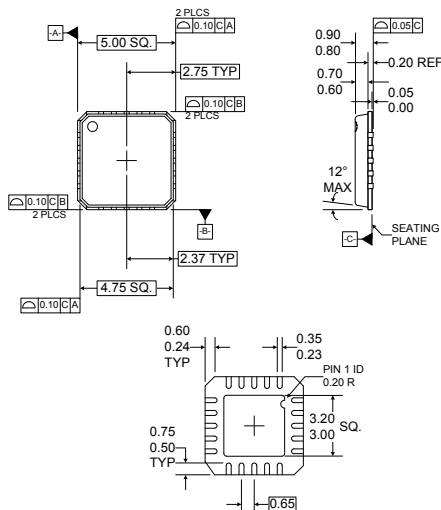 2 PLCS
-A-
⌓ 0.10 C A
5.00 SQ.
2.75 TYP
⌓ 0.10 C B
2 PLCS
⌓ 0.10 C B
2 PLCS
-B-
2.37 TYP
4.75 SQ.
⌓ 0.10 C A
⌓ 0.05 C
0.90
0.80
0.20 REF
0.70
0.60
0.05
0.00
12°
MAX
-C-
SEATING
PLANE
0.60
0.24
TYP
0.35
0.23
PIN 1 ID
0.20 R
3.20
3.00
SQ.
0.75
0.50
TYP
0.65